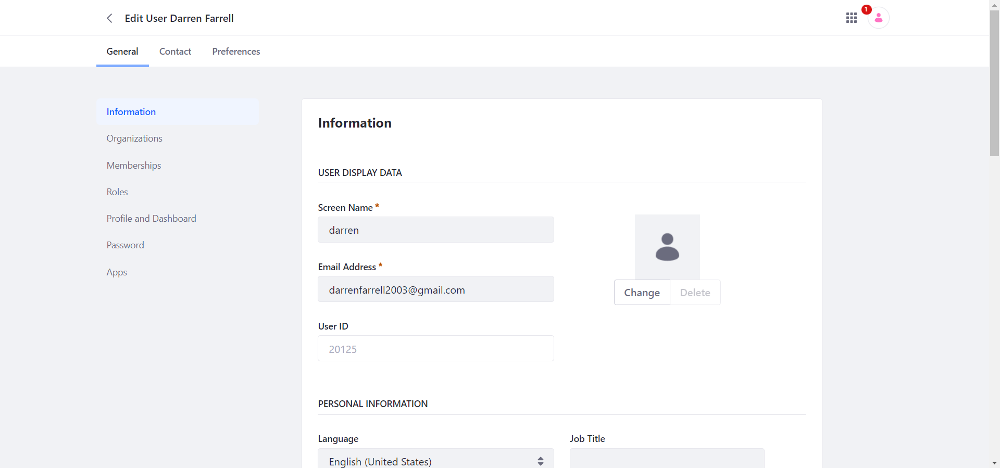 Edit User Darren Farrell
1
General
Contact
Preferences
Information
Organizations
Memberships
Roles
Profile and Dashboard
Password
Apps
Information
USER DISPLAY DATA
Screen Name *
darren
Email Address *
darrenfarrell2003@gmail.com
User ID
20125
Change
Delete
PERSONAL INFORMATION
Language
English (United States)
Job Title